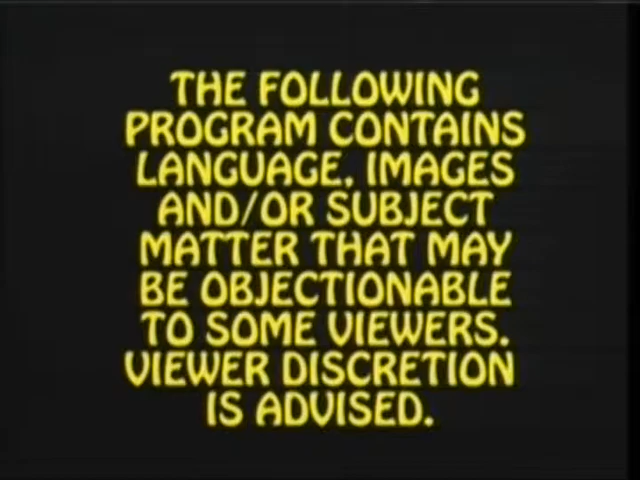 THE FOLLOWING
PROGRAM CONTAINS
LANGUAGE, IMAGES
AND/OR SUBJECT
MATTER THAT MAY
BE OBJECTIONABLE
TO SOME VIEWERS.
VIEWER DISCRETION
IS ADVISED.